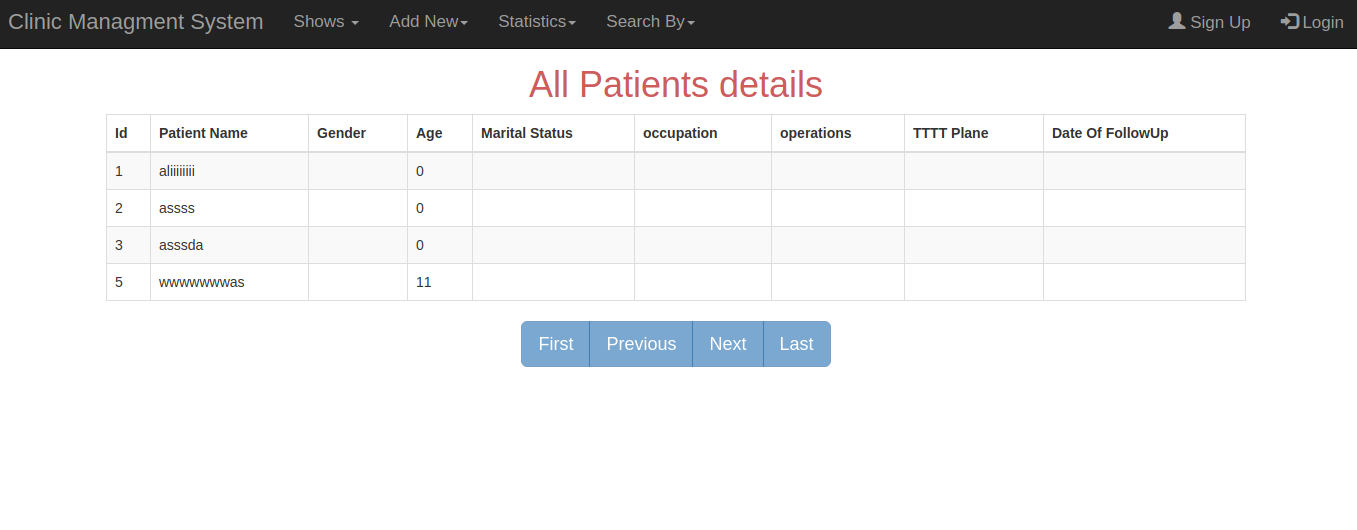 Clinic Managment System Shows Add New Statistics Search By Sign Up Login
All Patients details
Id Patient Name Gender Age Marital Status occupation operations TTTT Plane Date Of FollowUp
1 aliiiiiiiii 0
2 assss 0
3 asssda 0
5 wwwwwwwas 11
First Previous Next Last